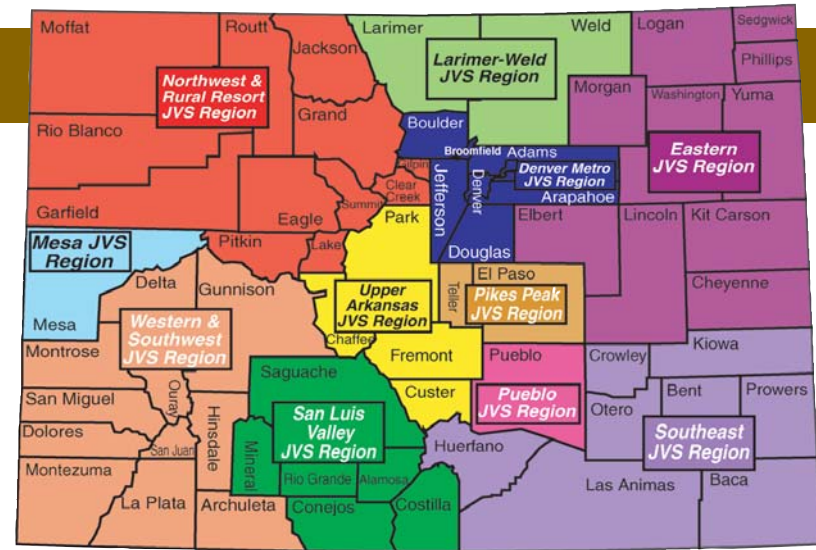 Moffat
Routt
Jackson
Larimer
Weld
Logan
Sedgwick
Phillips
Northwest &
Rural Resort
JVS Region
Larimer-Weld
JVS Region
Morgan
Washington
Yuma
Rio Blanco
Grand
Boulder
Broomfield
Adams
Eastern
JVS Region
Gilpin
Clear
Creek
Jefferson
Denver
Denver Metro
JVS Region
Arapahoe
Garfield
Eagle
Summit
Park
Douglas
Elbert
Lincoln
Kit Carson
Mesa JVS
Region
Pitkin
Lake
Delta
Gunnison
Upper
Arkansas
JVS Region
Teller
El Paso
Pikes Peak
JVS Region
Cheyenne
Mesa
Western &
Southwest
JVS Region
Chaffee
Montrose
Fremont
Pueblo
Crowley
Kiowa
Saguache
San Miguel
Ouray
Hinsdale
Custer
Pueblo
JVS Region
Otero
Bent
Prowers
San Luis
Valley
JVS Region
Southeast
JVS Region
Dolores
San Juan
Mineral
Huerfano
Montezuma
Rio Grande
Alamosa
Las Animas
Baca
La Plata
Archuleta
Conejos
Costilla